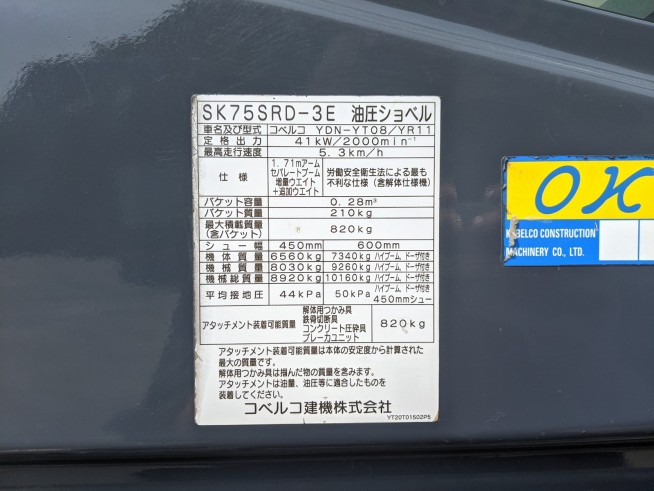 SK75SRD-3E 油圧ショベル
車名及び型式 コベルコ YDN-YT08/YR11
定格出力 41kW/2000min⁻¹
最高走行速度 5.3km/h
仕様 1.71mアーム セパレートブーム 増量ウエイト +追加ウエイト 労働安全衛生法による最も 不利な仕様(含解体仕様機)
バケット容量 0.28m³
バケット質量 210kg
最大積載質量 (含バケット) 820kg
シュー幅 450mm 600mm
機体質量 6560kg 7340kg ハイブーム、ドーザ付き
機械質量 8030kg 9260kg ハイブーム、ドーザ付き
機械総質量 8920kg 10160kg ハイブーム、ドーザ付き
平均接地圧 44kPa 50kPa ハイブーム、ドーザ付き 450mmシュー
アタッチメント装着可能質量 解体用つかみ具 鉄骨切断具 コンクリート圧砕具 ブレーカユニット 820kg
アタッチメント装着可能質量は本体の安定度から計算された
最大の質量です。
解体用つかみ具は掴んだ物の質量を含みます。
アタッチメントは油量、油圧等に適合したものを
装着してください。
コベルコ建機株式会社
YT20T01502P5
OK
KOBELCO CONSTRUCTION
MACHINERY CO., LTD.